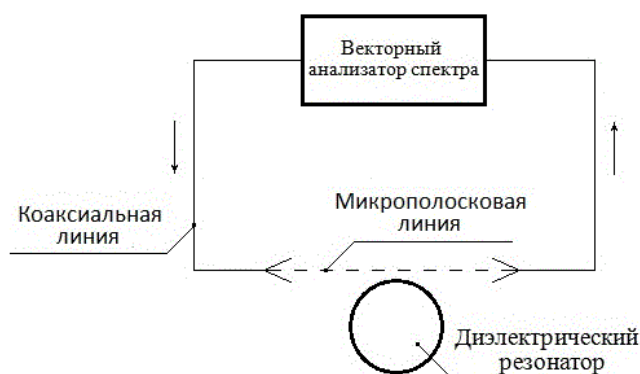 Векторный
анализатор спектра
Коаксиальная
линия
Микрополосковая
линия
Диэлектрический
резонатор